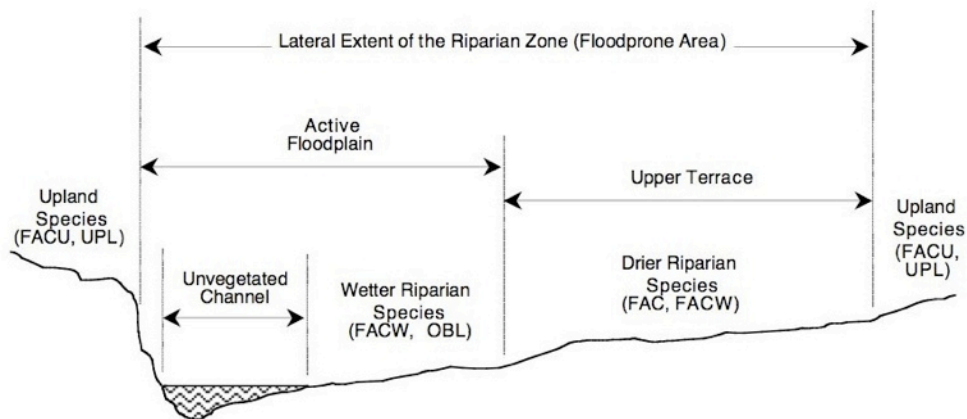 Lateral Extent of the Riparian Zone (Floodprone Area)
Active
Floodplain
Upper Terrace
Upland
Species
(FACU, UPL)
Unvegetated
Channel
Wetter Riparian
Species
(FACW, OBL)
Drier Riparian
Species
(FAC, FACW)
Upland
Species
(FACU,
UPL)